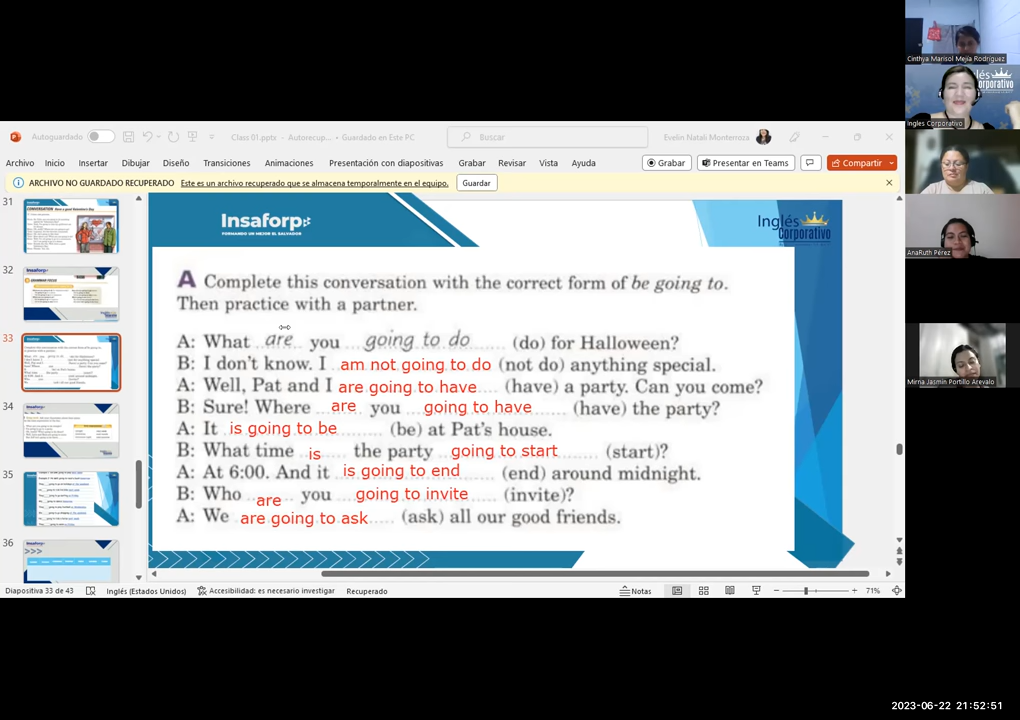 Cinthya Marisol Mejía Rodríguez
Ingles Corporativo
AnaRuth Pérez
Mirna Jasmin Portillo Arevalo
Autoguardado
Class 01.ppts - Autorecup... • Guardado en Este PC
Buscar
Evelin Natali Monterroza
Archivo Inicio Insertar Dibujar Diseño Transiciones Animaciones Presentación con diapositivas Grabar Revisar Vista Ayuda
Grabar Presentar en Teams Compartir
ARCHIVO NO GUARDADO RECUPERADO Este es un archivo recuperado que se almacena temporalmente en el equipo. Guardar
31
32
33
34
35
36
Insaforp
FORMANDO UN MEJOR EL SALVADOR
Inglés
Corporativo
A Complete this conversation with the correct form of be going to.
Then practice with a partner.
A: What are you going to do (do) for Halloween?
B: I don't know. I am not going to do (not do) anything special.
A: Well, Pat and I are going to have (have) a party. Can you come?
B: Sure! Where are you going to have (have) the party?
A: It is going to be (be) at Pat's house.
B: What time is the party going to start (start)?
A: At 6:00. And it is going to end (end) around midnight.
B: Who are you going to invite (invite)?
A: We are going to ask (ask) all our good friends.
Diapositiva 33 de 43 Inglés (Estados Unidos) Accesibilidad: es necesario investigar Recuperado Notas 71%
2023-06-22 21:52:51